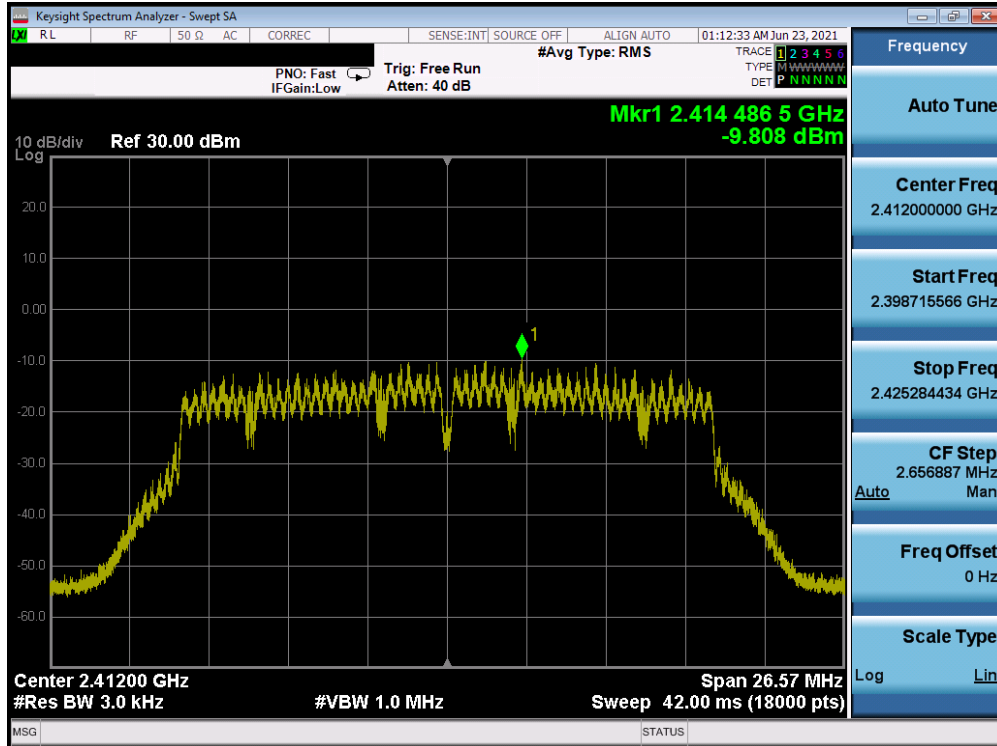 Keysight Spectrum Analyzer - Swept SA
LXI RL RF 50 Ω AC CORREC SENSE:INT SOURCE OFF ALIGN AUTO 01:12:33 AM Jun 23, 2021
#Avg Type: RMS
TRACE 1 2 3 4 5 6
TYPE M WWWWW
DET P N N N N N
PNO: Fast
IFGain:Low
Trig: Free Run
Atten: 40 dB
Mkr1 2.414 486 5 GHz
-9.808 dBm
10 dB/div Ref 30.00 dBm
Log
20.0
10.0
0.00
-10.0
-20.0
-30.0
-40.0
-50.0
-60.0
1
Center 2.41200 GHz
Span 26.57 MHz
#Res BW 3.0 kHz
#VBW 1.0 MHz
Sweep 42.00 ms (18000 pts)
MSG
STATUS
Frequency
Auto Tune
Center Freq
2.412000000 GHz
Start Freq
2.398715566 GHz
Stop Freq
2.425284434 GHz
CF Step
2.656887 MHz
Auto Man
Freq Offset
0 Hz
Scale Type
Log Lin